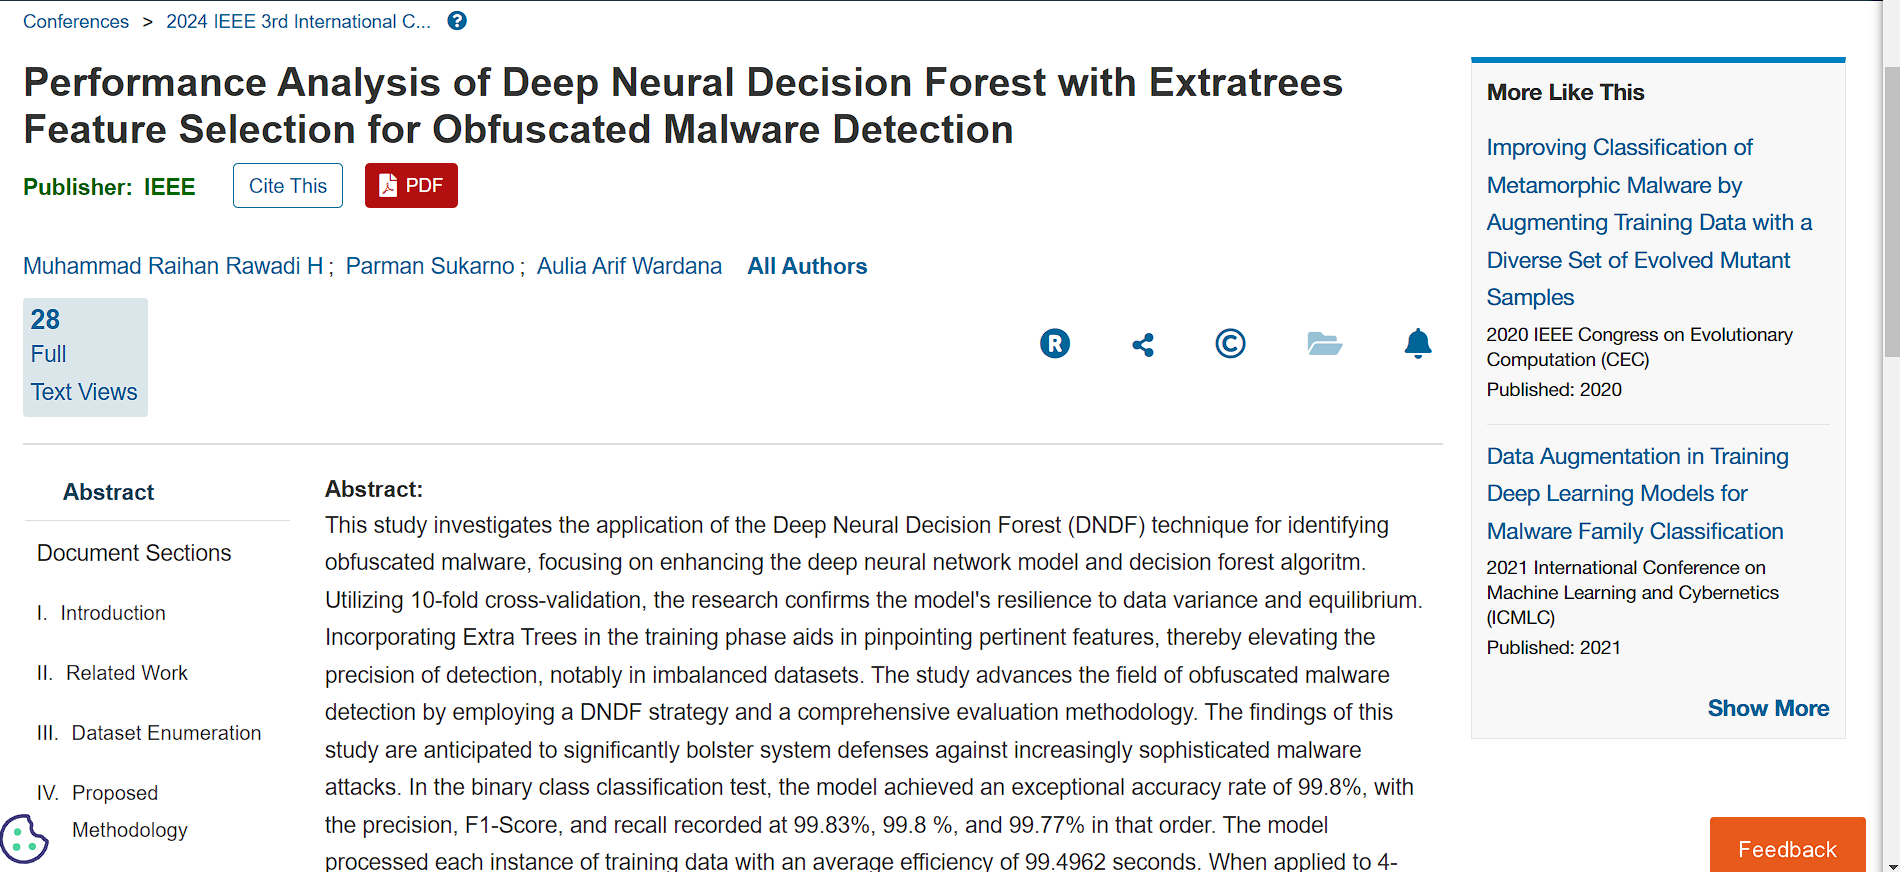 Conferences > 2024 IEEE 3rd International C... ?
Performance Analysis of Deep Neural Decision Forest with Extratrees
Feature Selection for Obfuscated Malware Detection
Publisher: IEEE
Cite This
PDF
Muhammad Raihan Rawadi H ; Parman Sukarno ; Aulia Arif Wardana All Authors
28
Full
Text Views
R
©
Abstract
Document Sections
I. Introduction
II. Related Work
III. Dataset Enumeration
IV. Proposed
Methodology
Abstract:
This study investigates the application of the Deep Neural Decision Forest (DNDF) technique for identifying
obfuscated malware, focusing on enhancing the deep neural network model and decision forest algoritm.
Utilizing 10-fold cross-validation, the research confirms the model's resilience to data variance and equilibrium.
Incorporating Extra Trees in the training phase aids in pinpointing pertinent features, thereby elevating the
precision of detection, notably in imbalanced datasets. The study advances the field of obfuscated malware
detection by employing a DNDF strategy and a comprehensive evaluation methodology. The findings of this
study are anticipated to significantly bolster system defenses against increasingly sophisticated malware
attacks. In the binary class classification test, the model achieved an exceptional accuracy rate of 99.8%, with
the precision, F1-Score, and recall recorded at 99.83%, 99.8 %, and 99.77% in that order. The model
processed each instance of training data with an average efficiency of 99.4962 seconds. When applied to 4-
More Like This
Improving Classification of
Metamorphic Malware by
Augmenting Training Data with a
Diverse Set of Evolved Mutant
Samples
2020 IEEE Congress on Evolutionary
Computation (CEC)
Published: 2020
Data Augmentation in Training
Deep Learning Models for
Malware Family Classification
2021 International Conference on
Machine Learning and Cybernetics
(ICMLC)
Published: 2021
Show More
Feedback